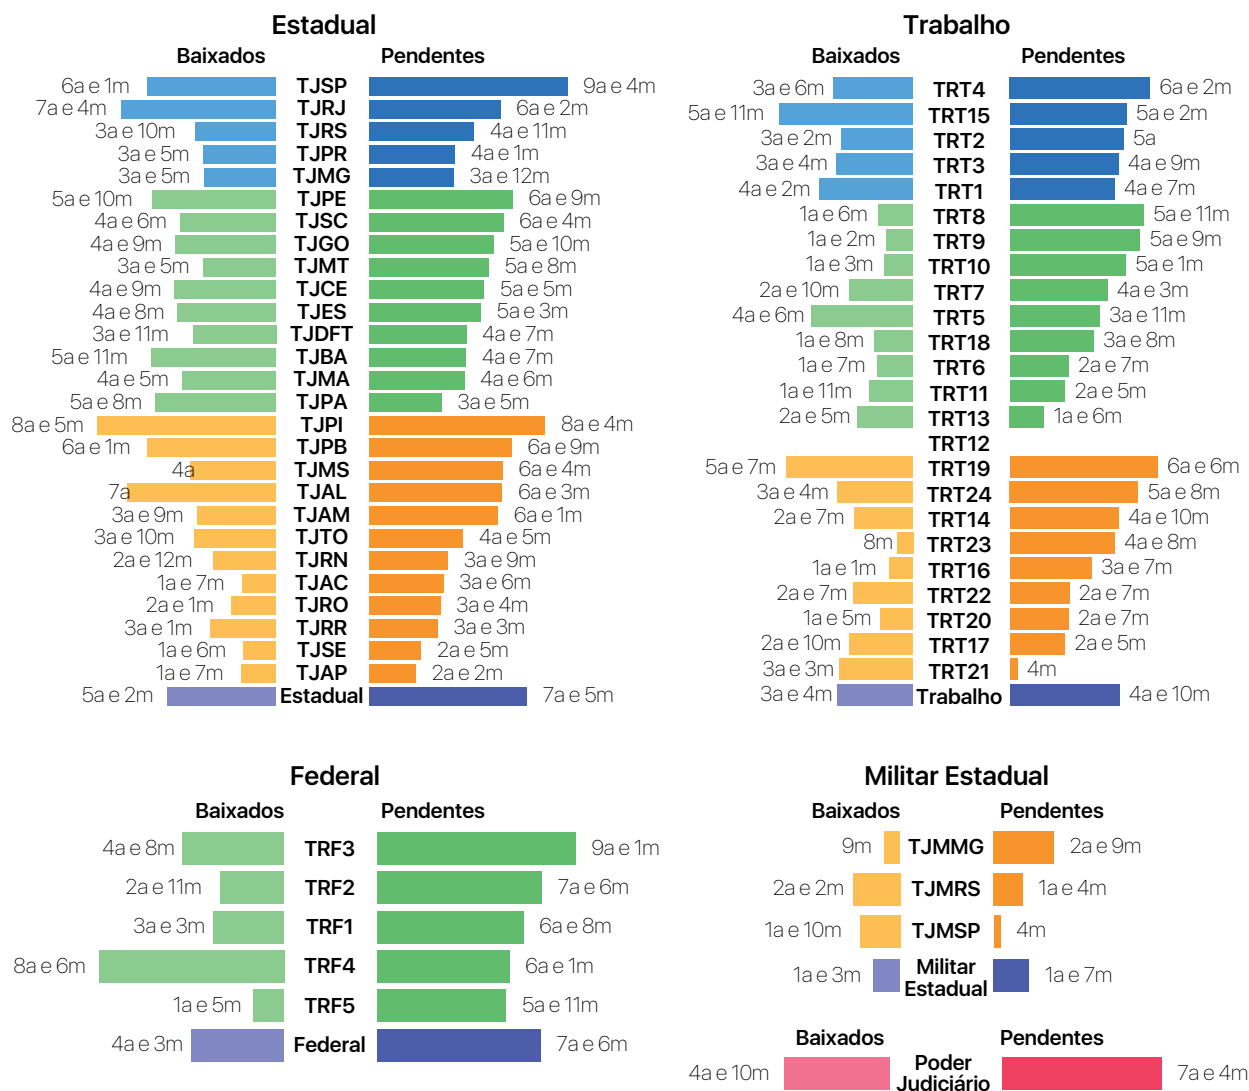 Estadual
Baixados Pendentes
6a e 1m TJSP 9a e 4m
7a e 4m TJRJ 6a e 2m
3a e 10m TJRS 4a e 11m
3a e 5m TJPR 4a e 1m
3a e 5m TJMG 3a e 12m
5a e 10m TJPE 6a e 9m
4a e 6m TJSC 6a e 4m
4a e 9m TJGO 5a e 10m
3a e 5m TJMT 5a e 8m
4a e 9m TJCE 5a e 5m
4a e 8m TJES 5a e 3m
3a e 11m TJDFT 4a e 7m
5a e 11m TJBA 4a e 7m
4a e 5m TJMA 4a e 6m
5a e 8m TJPA 3a e 5m
8a e 5m TJPI 8a e 4m
6a e 1m TJPB 6a e 9m
4a TJMS 6a e 4m
7a TJAL 6a e 3m
3a e 9m TJAM 6a e 1m
3a e 10m TJTO 4a e 5m
2a e 12m TJRN 3a e 9m
1a e 7m TJAC 3a e 6m
2a e 1m TJRO 3a e 4m
3a e 1m TJRR 3a e 3m
1a e 6m TJSE 2a e 5m
1a e 7m TJAP 2a e 2m
5a e 2m Estadual 7a e 5m
Trabalho
Baixados Pendentes
3a e 6m TRT4 6a e 2m
5a e 11m TRT15 5a e 2m
3a e 2m TRT2 5a
3a e 4m TRT3 4a e 9m
4a e 2m TRT1 4a e 7m
1a e 6m TRT8 5a e 11m
1a e 2m TRT9 5a e 9m
1a e 3m TRT10 5a e 1m
2a e 10m TRT7 4a e 3m
4a e 6m TRT5 3a e 11m
1a e 8m TRT18 3a e 8m
1a e 7m TRT6 2a e 7m
1a e 11m TRT11 2a e 5m
2a e 5m TRT13 1a e 6m
TRT12
5a e 7m TRT19 6a e 6m
3a e 4m TRT24 5a e 8m
2a e 7m TRT14 4a e 10m
8m TRT23 4a e 8m
1a e 1m TRT16 3a e 7m
2a e 7m TRT22 2a e 7m
1a e 5m TRT20 2a e 7m
2a e 10m TRT17 2a e 5m
3a e 3m TRT21 4m
3a e 4m Trabalho 4a e 10m
Federal
Baixados Pendentes
4a e 8m TRF3 9a e 1m
2a e 11m TRF2 7a e 6m
3a e 3m TRF1 6a e 8m
8a e 6m TRF4 6a e 1m
1a e 5m TRF5 5a e 11m
4a e 3m Federal 7a e 6m
Militar Estadual
Baixados Pendentes
9m TJMMG 2a e 9m
2a e 2m TJMRS 1a e 4m
1a e 10m TJMSP 4m
1a e 3m Militar 1a e 7m
Estadual
Baixados Pendentes
4a e 10m Poder 7a e 4m
Judiciário